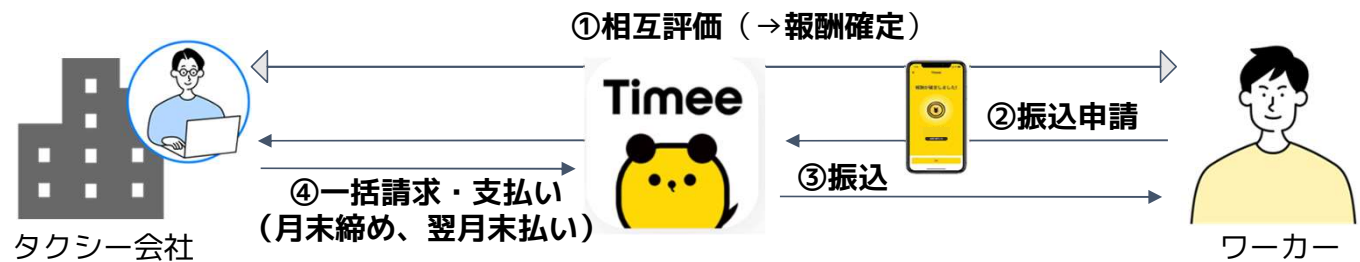 ①相互評価（→報酬確定）
Timee
②振込申請
③振込
④一括請求・支払い
（月末締め、翌月末払い）
タクシー会社
ワーカー